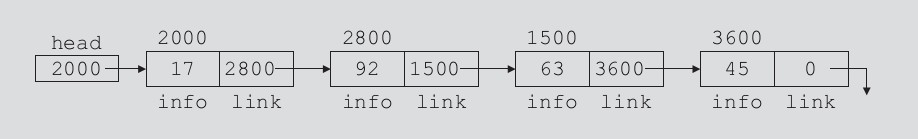 head
2000
2000
17 2800
info link
2800
92 1500
info link
1500
63 3600
info link
3600
45 0
info link